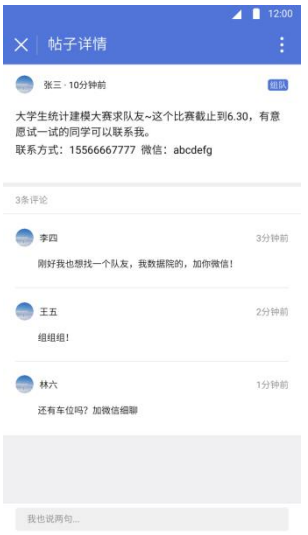 12:00
帖子详情
张三·10分钟前
组队
大学生统计建模大赛求队友~这个比赛截止到6.30，有意
愿试一试的同学可以联系我。
联系方式：15566667777 微信：abcdefg
3条评论
李四
3分钟前
刚好我也想找一个队友，我数据院的，加你微信！
王五
2分钟前
组组组！
林六
1分钟前
还有车位吗？加微信细聊
我也说两句...